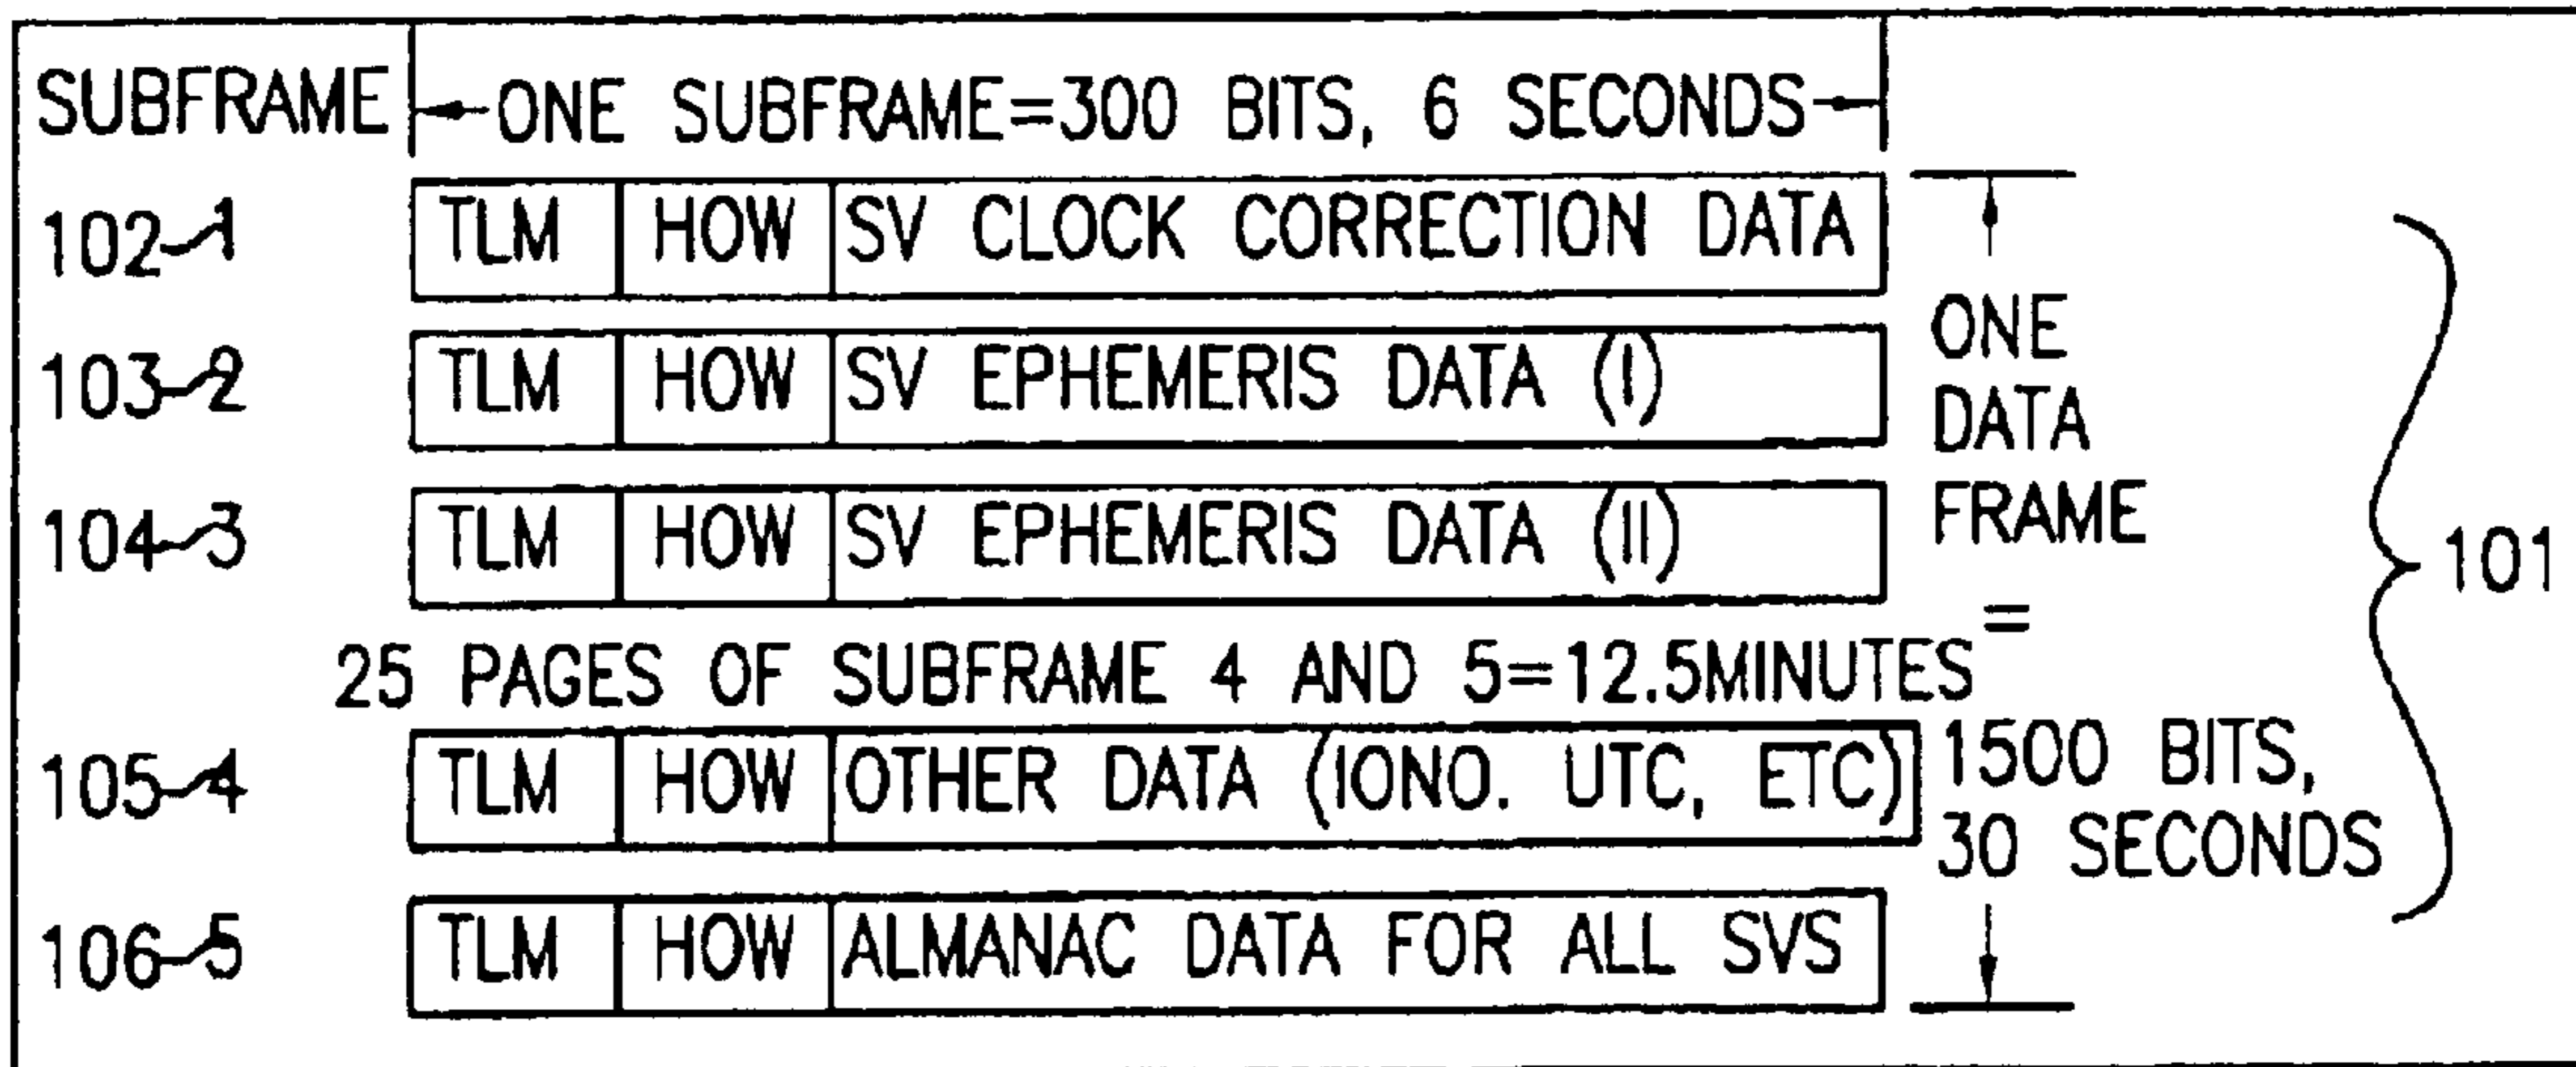 SUBFRAME ONE SUBFRAME=300 BITS, 6 SECONDS
102-1 TLM HOW SV CLOCK CORRECTION DATA
103-2 TLM HOW SV EPHEMERIS DATA (I)
104-3 TLM HOW SV EPHEMERIS DATA (II)
25 PAGES OF SUBFRAME 4 AND 5=12.5MINUTES
105-4 TLM HOW OTHER DATA (IONO. UTC, ETC)
106-5 TLM HOW ALMANAC DATA FOR ALL SVS
ONE
DATA
FRAME
=
1500 BITS,
30 SECONDS
101